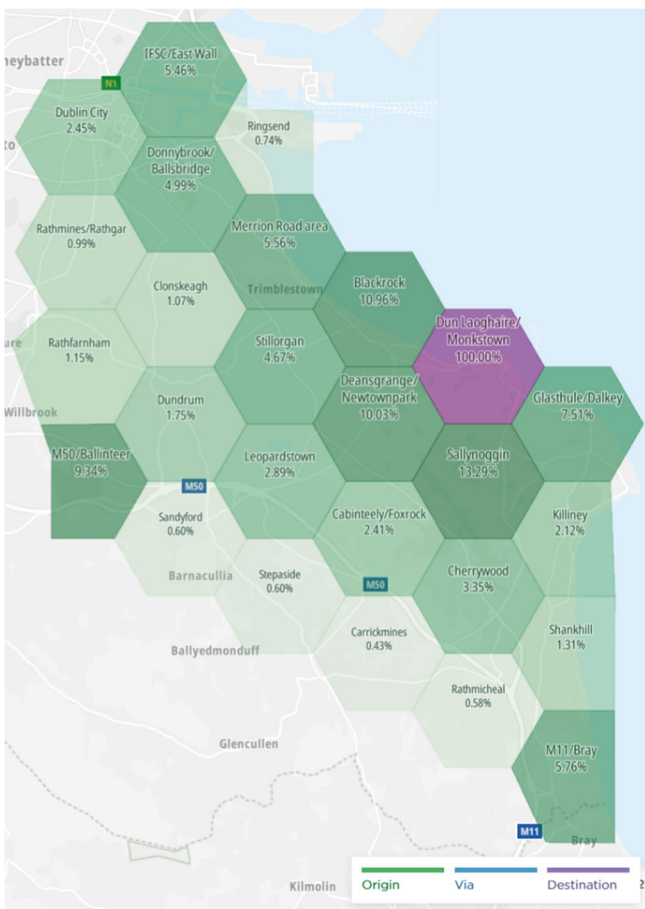 IFSC/East Wall
5.46%
neybatter
N1
Dublin City
2.45%
Ringsend
0.74%
to
Donnybrook/
Ballsbridge
4.99%
Rathmines/Rathgar
0.99%
Merrion Road area
5.56%
Clonskeagh
1.07%
Trimblestown
Blackrock
10.96%
Dun Laoghaire/
Monkstown
100.00%
ure
Rathfarnham
1.15%
Stillorgan
4.67%
Deansgrange/
Newtownpark
10.03%
Glasthule/Dalkey
7.51%
Willbrook
Dundrum
1.75%
M50/Ballinteer
9.34%
Leopardstown
2.89%
Sallynoggin
13.29%
M50
Sandyford
0.60%
Cabinteely/Foxrock
2.41%
Killiney
2.12%
Barnacullia
Stepaside
0.60%
M50
Cherrywood
3.35%
Carrickmines
0.43%
Shankhill
1.31%
Ballyedmonduff
Rathmicheal
0.58%
Glencullen
M11/Bray
5.76%
M11
Bray
Kilmolin
Origin
Via
Destination
2